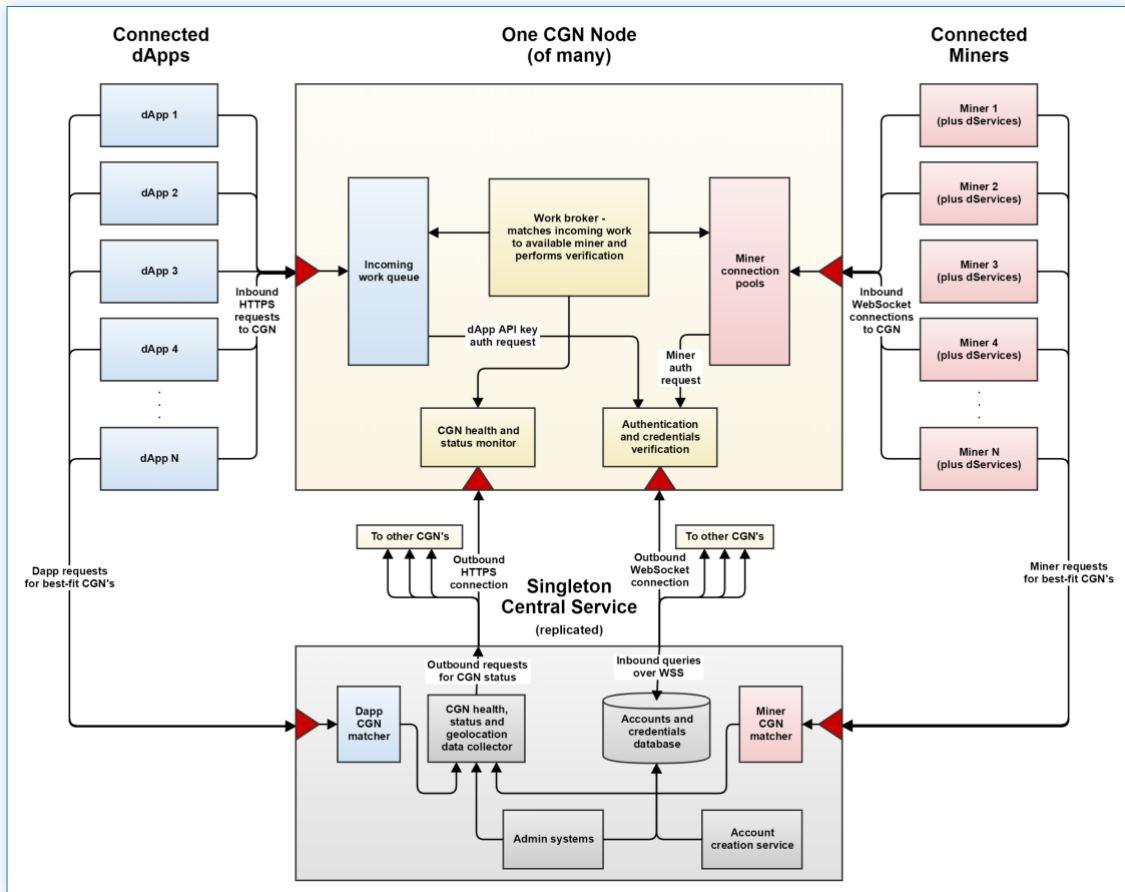 Connected
dApps
One CGN Node
(of many)
Connected
Miners
dApp 1
dApp 2
dApp 3
dApp 4
.
.
.
dApp N
Inbound
HTTPS
requests
to CGN
Incoming
work queue
Work broker -
matches incoming work
to available miner and
performs verification
Miner
connection
pools
dApp API key
auth request
Miner
auth
request
CGN health and
status monitor
Authentication
and credentials
verification
Inbound
WebSocket
connections
to CGN
Miner 1
(plus dServices)
Miner 2
(plus dServices)
Miner 3
(plus dServices)
Miner 4
(plus dServices)
.
.
.
Miner N
(plus dServices)
To other CGN's
Outbound
HTTPS
connection
Outbound
WebSocket
connection
To other CGN's
Dapp requests
for best-fit CGN's
Miner requests
for best-fit CGN's
Singleton
Central Service
(replicated)
Outbound requests
for CGN status
Inbound queries
over WSS
Dapp
CGN
matcher
CGN health,
status and
geolocation
data collector
Accounts and
credentials
database
Miner
CGN
matcher
Admin systems
Account
creation service